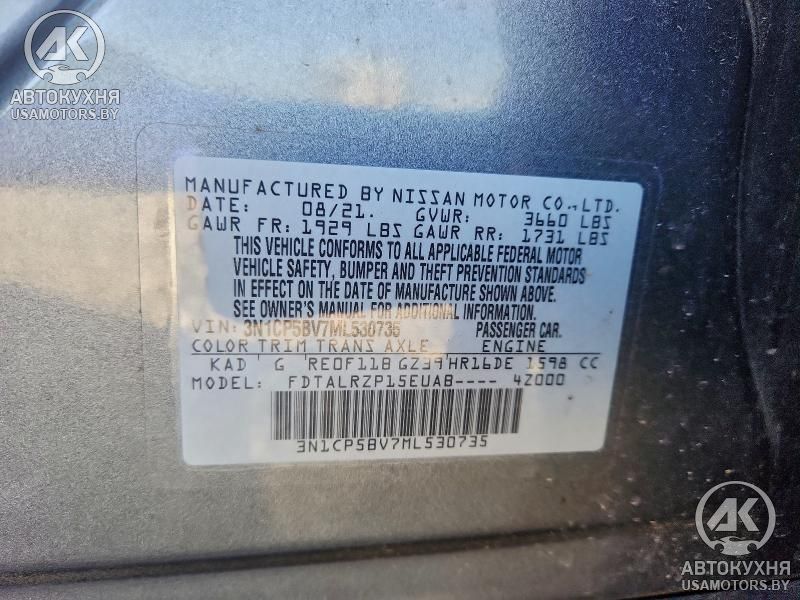 AK
АВТОКУХНЯ
USAMOTORS.BY
MANUFACTURED BY NISSAN MOTOR CO.,LTD.
DATE: 08/21. GVWR: 3660 LBS
GAWR FR: 1929 LBS GAWR RR: 1731 LBS
THIS VEHICLE CONFORMS TO ALL APPLICABLE FEDERAL MOTOR
VEHICLE SAFETY, BUMPER AND THEFT PREVENTION STANDARDS
IN EFFECT ON THE DATE OF MANUFACTURE SHOWN ABOVE.
SEE OWNER'S MANUAL FOR ADDITIONAL INFORMATION.
VIN: 3N1CP5BV7ML530735 PASSENGER CAR.
COLOR TRIM TRANS AXLE ENGINE
KAD G RE0F11B GZ39 HR16DE 1598 CC
MODEL: FDTALRZP15EUAB---- 4Z000
3N1CP5BV7ML530735
AK
АВТОКУХНЯ
USAMOTORS.BY